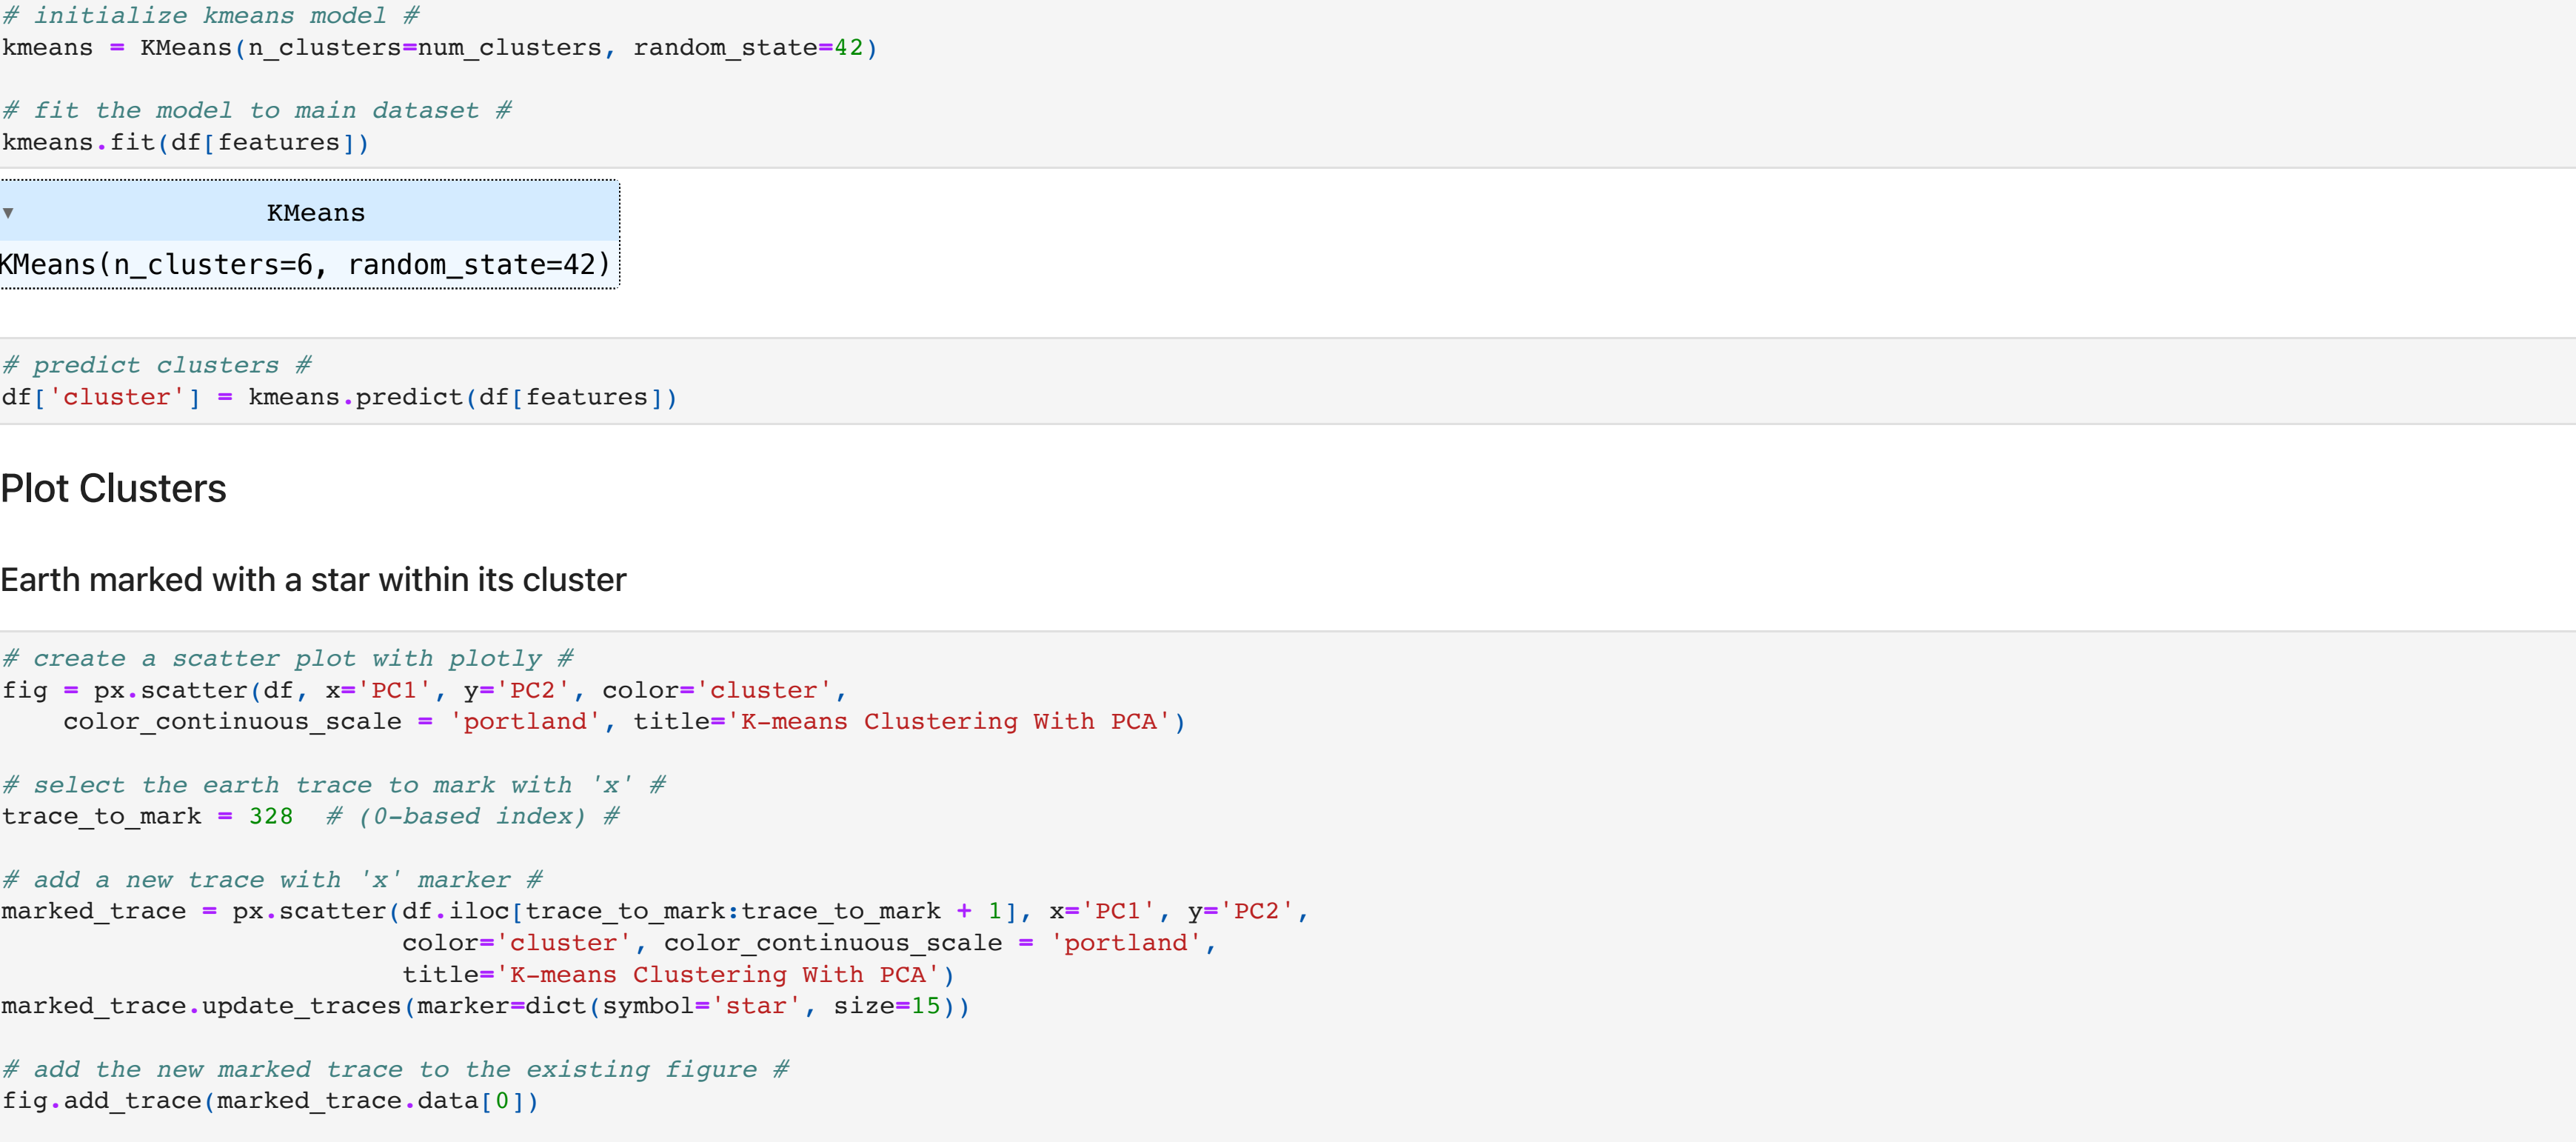 # initialize kmeans model #
kmeans = KMeans(n_clusters=num_clusters, random_state=42)
# fit the model to main dataset #
kmeans.fit(df[features])
▾ KMeans
KMeans(n_clusters=6, random_state=42)
# predict clusters #
df['cluster'] = kmeans.predict(df[features])
Plot Clusters
Earth marked with a star within its cluster
# create a scatter plot with plotly #
fig = px.scatter(df, x='PC1', y='PC2', color='cluster',
    color_continuous_scale = 'portland', title='K-means Clustering With PCA')
# select the earth trace to mark with 'x' #
trace_to_mark = 328  # (0-based index) #
# add a new trace with 'x' marker #
marked_trace = px.scatter(df.iloc[trace_to_mark:trace_to_mark + 1], x='PC1', y='PC2',
                          color='cluster', color_continuous_scale = 'portland',
                          title='K-means Clustering With PCA')
marked_trace.update_traces(marker=dict(symbol='star', size=15))
# add the new marked trace to the existing figure #
fig.add_trace(marked_trace.data[0])